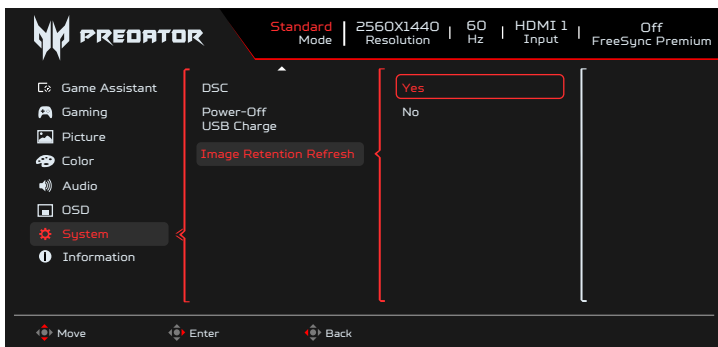 PREDATOR
Standard 2560X1440 60 HDMI 1 Off
Mode Resolution Hz Input FreeSync Premium
Game Assistant
Gaming
Picture
Color
Audio
OSD
System
Information
DSC
Power-Off
USB Charge
Image Retention Refresh
Yes
No
Move Enter Back